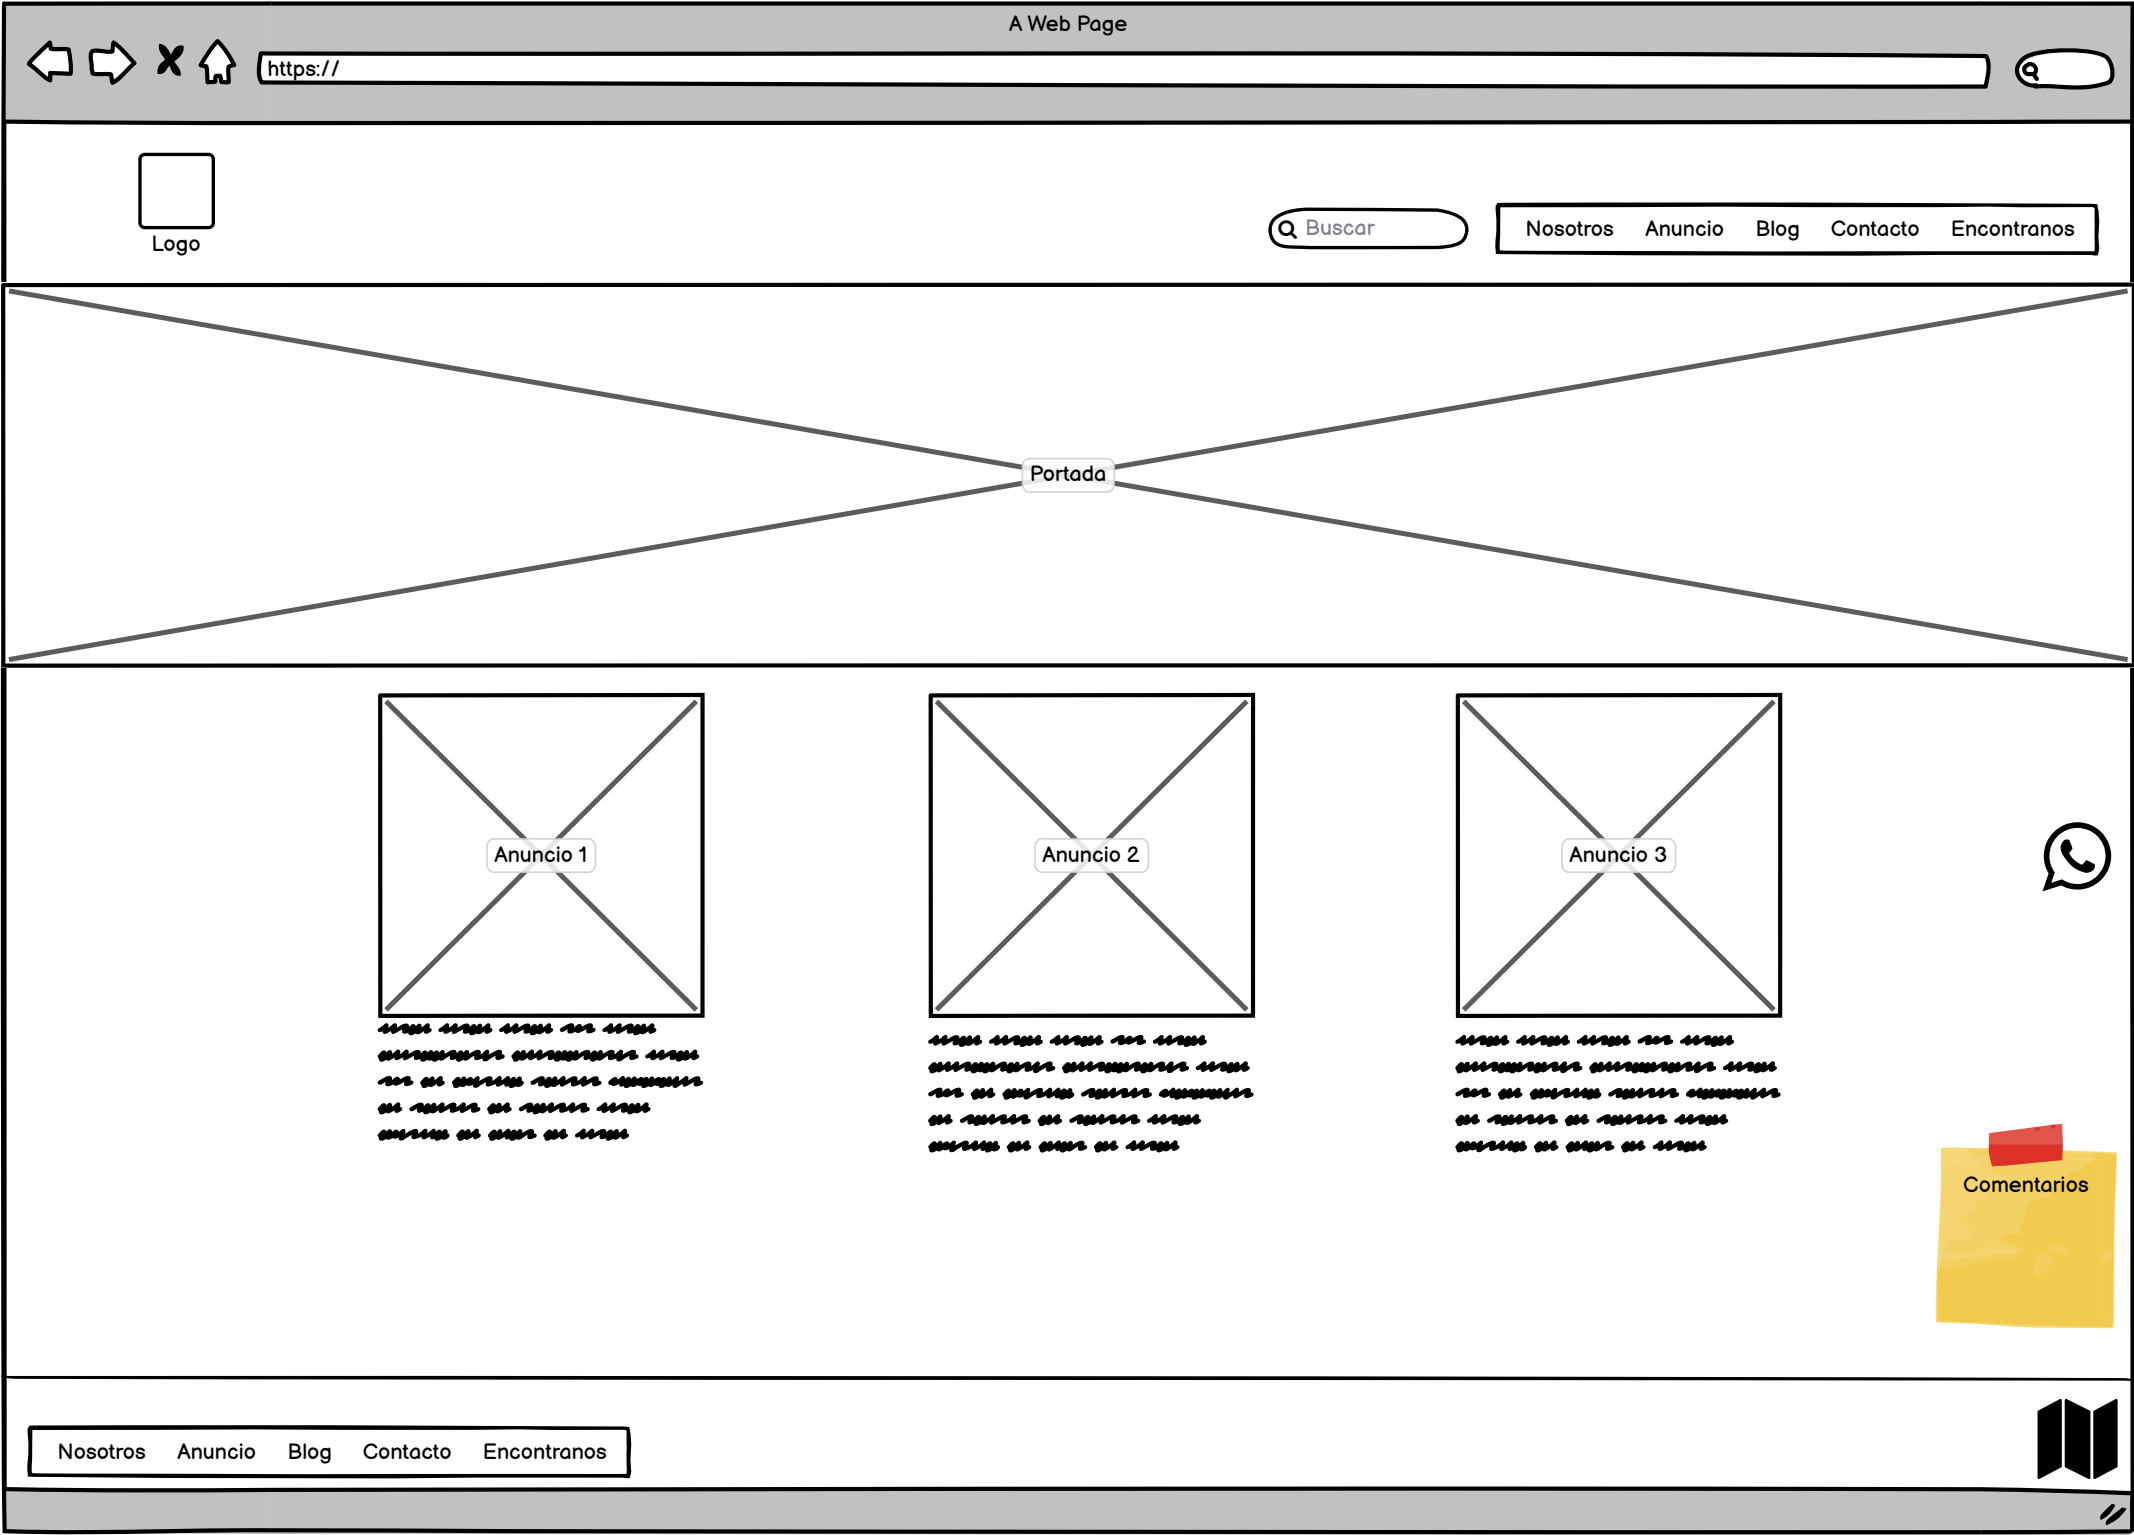 A Web Page
https://
Logo
Buscar
Nosotros Anuncio Blog Contacto Encontranos
Portada
Anuncio 1
Anuncio 2
Anuncio 3
Comentarios
Nosotros Anuncio Blog Contacto Encontranos